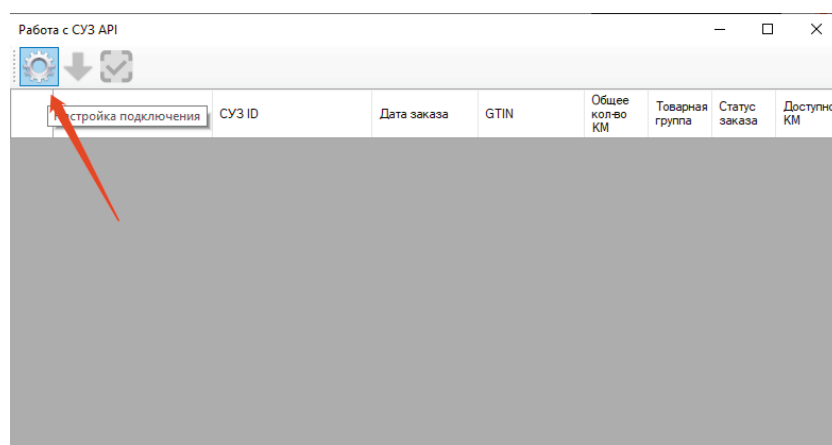 Работа с СУЗ API
Настройка подключения
СУЗ ID
Дата заказа
GTIN
Общее
кол-во
КМ
Товарная
группа
Статус
заказа
Доступно
КМ